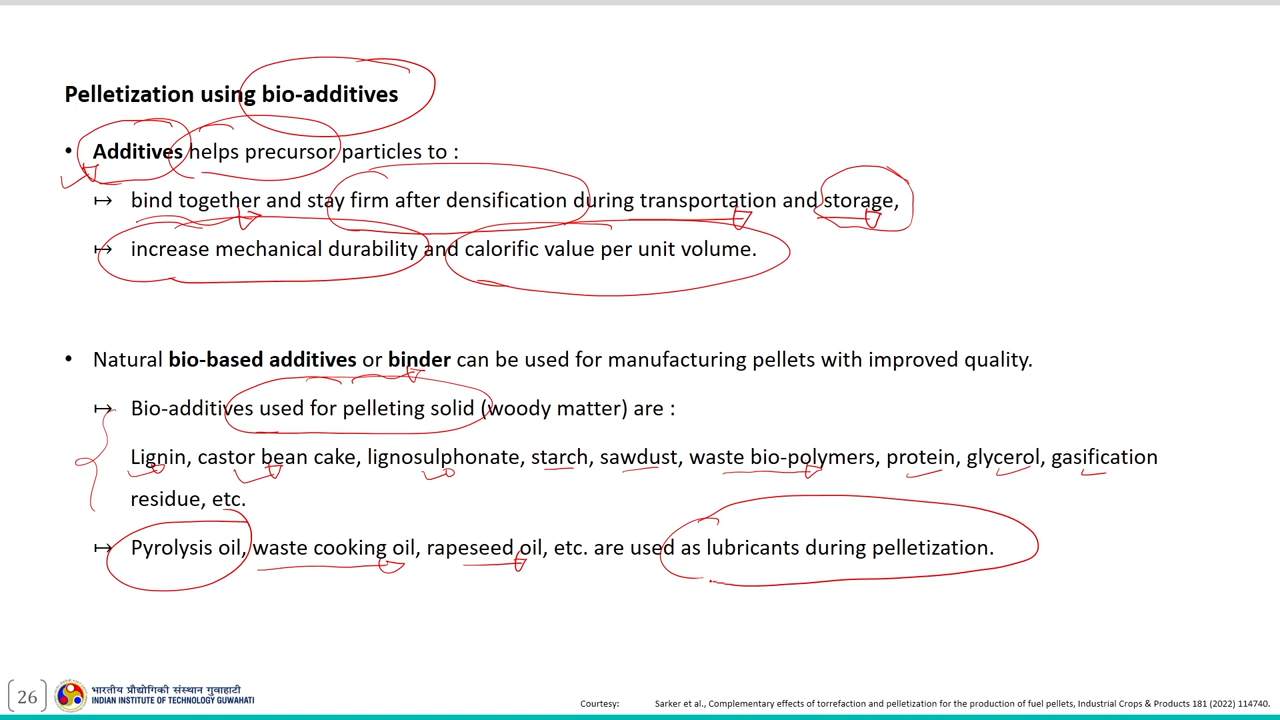 Pelletization using bio-additives
• Additives helps precursor particles to :
↦ bind together and stay firm after densification during transportation and storage,
↦ increase mechanical durability and calorific value per unit volume.
• Natural bio-based additives or binder can be used for manufacturing pellets with improved quality.
↦ Bio-additives used for pelleting solid (woody matter) are :
Lignin, castor bean cake, lignosulphonate, starch, sawdust, waste bio-polymers, protein, glycerol, gasification
residue, etc.
↦ Pyrolysis oil, waste cooking oil, rapeseed oil, etc. are used as lubricants during pelletization.
26
भारतीय प्रौद्योगिकी संस्थान गुवाहाटी
INDIAN INSTITUTE OF TECHNOLOGY GUWAHATI
Courtesy: Sarker et al., Complementary effects of torrefaction and pelletization for the production of fuel pellets, Industrial Crops & Products 181 (2022) 114740.